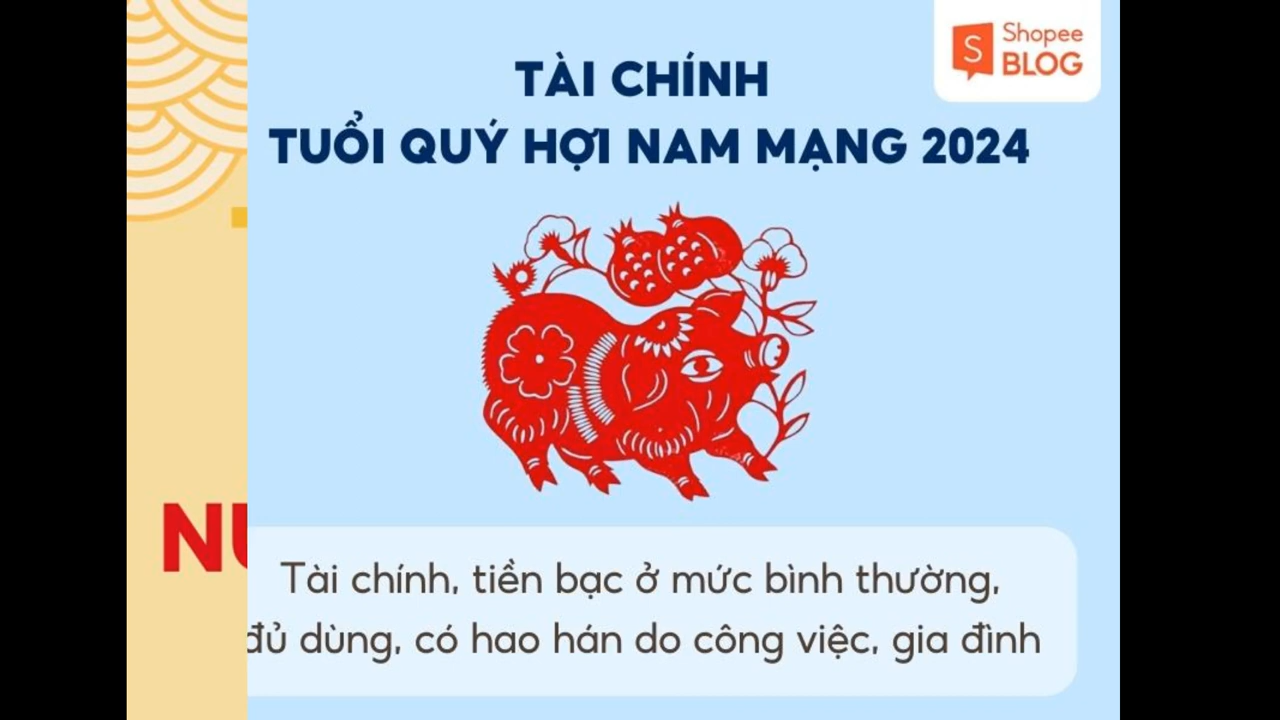 Shopee
BLOG
TÀI CHÍNH
TUỔI QUÝ HỢI NAM MẠNG 2024
Tài chính, tiền bạc ở mức bình thường,
đủ dùng, có hao hán do công việc, gia đình